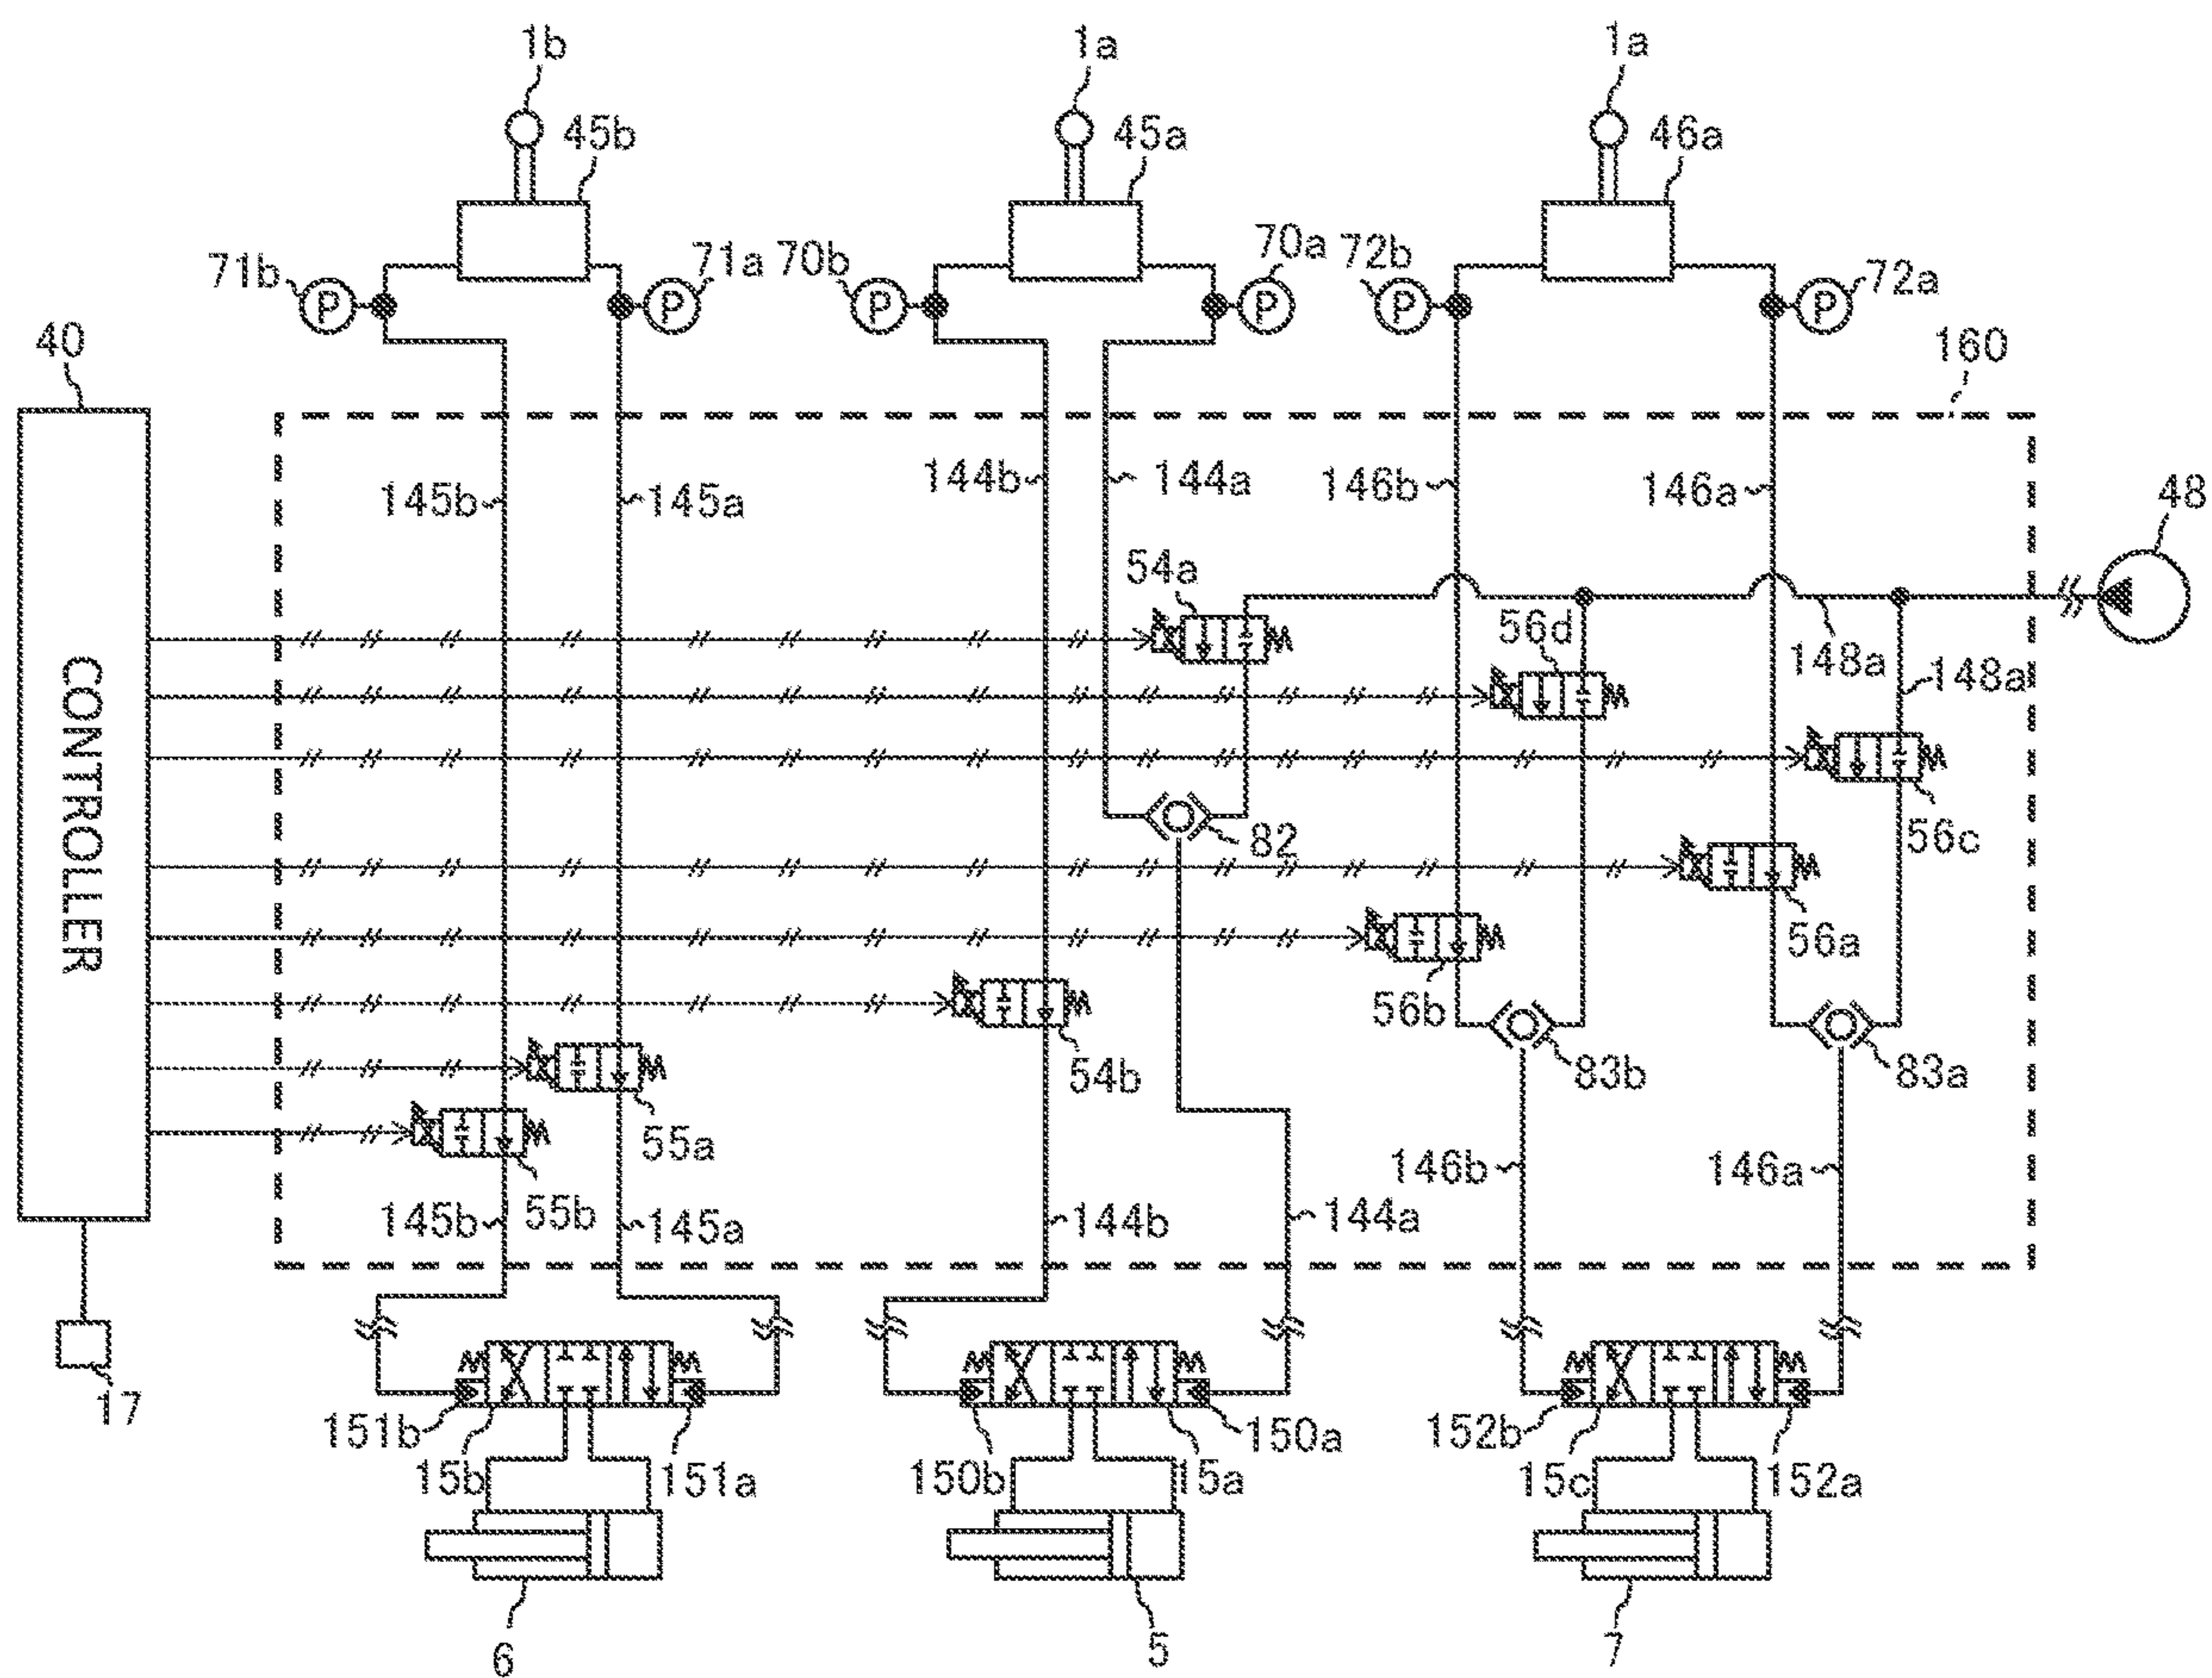 1b
1a
1a
45b
45a
46a
71b
P
P
71a
70b
P
P
70a
72b
P
P
72a
40
160
145b
145a
144b
144a
146b
146a
48
54a
56d
148a
148a
CONTROLLER
82
56c
56a
56b
54b
83b
83a
55a
55b
146b
146a
145b
145a
144b
144a
17
151b
15b
151a
150b
15a
150a
152b
15c
152a
6
5
7